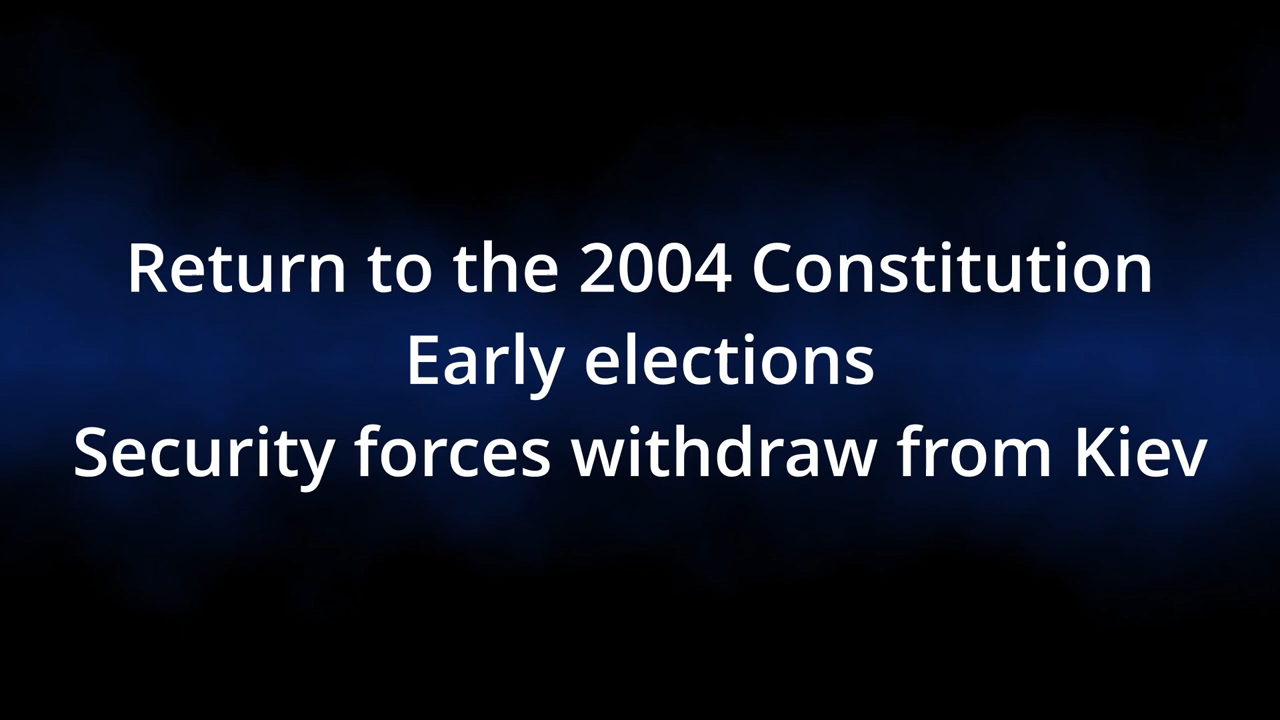 Return to the 2004 Constitution
Early elections
Security forces withdraw from Kiev